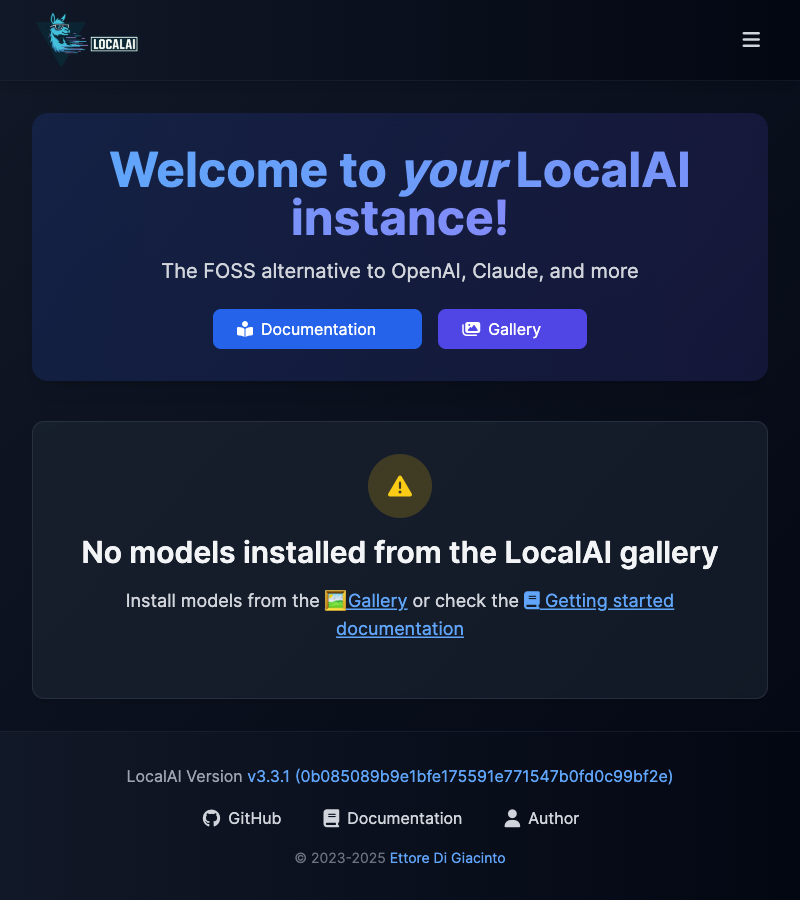 LOCALAI
Welcome to your LocalAI
instance!
The FOSS alternative to OpenAI, Claude, and more
Documentation
Gallery
No models installed from the LocalAI gallery
Install models from the Gallery or check the Getting started
documentation
LocalAI Version v3.3.1 (0b085089b9e1bfe175591e771547b0fd0c99bf2e)
GitHub
Documentation
Author
© 2023-2025 Ettore Di Giacinto